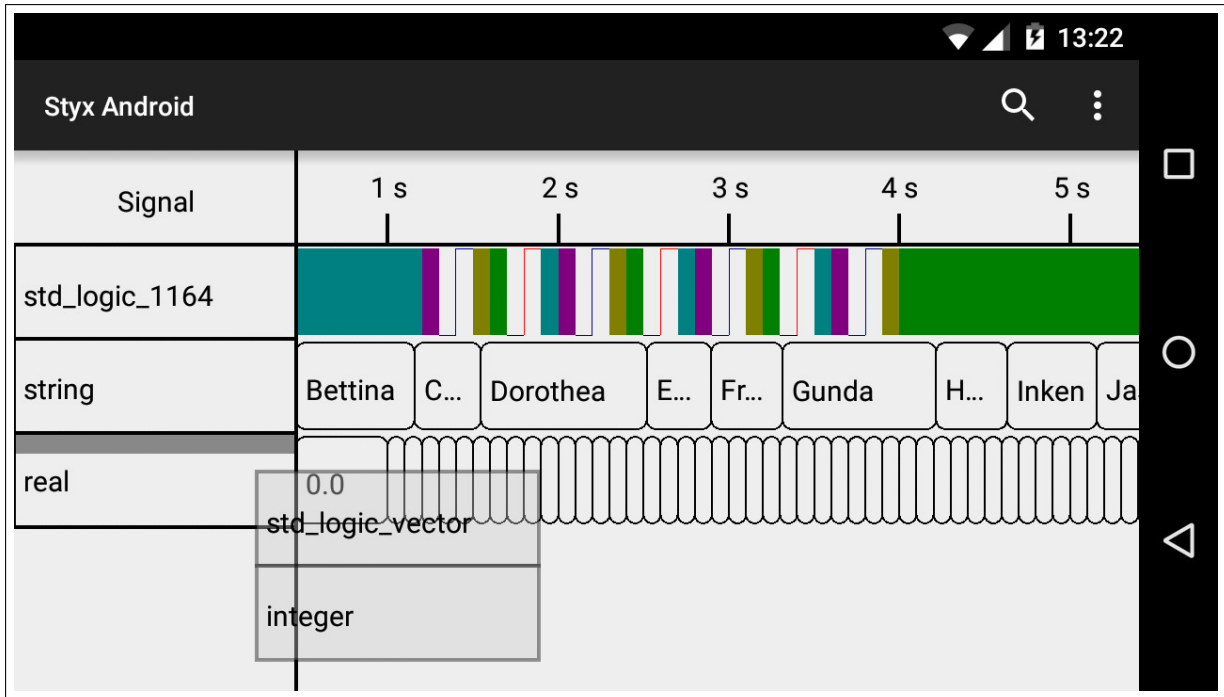 13:22
Styx Android
Signal
1 s 2 s 3 s 4 s 5 s
std_logic_1164
string
Bettina C... Dorothea E... Fr... Gunda H... Inken Ja
real
0.0
std_logic_vector
integer